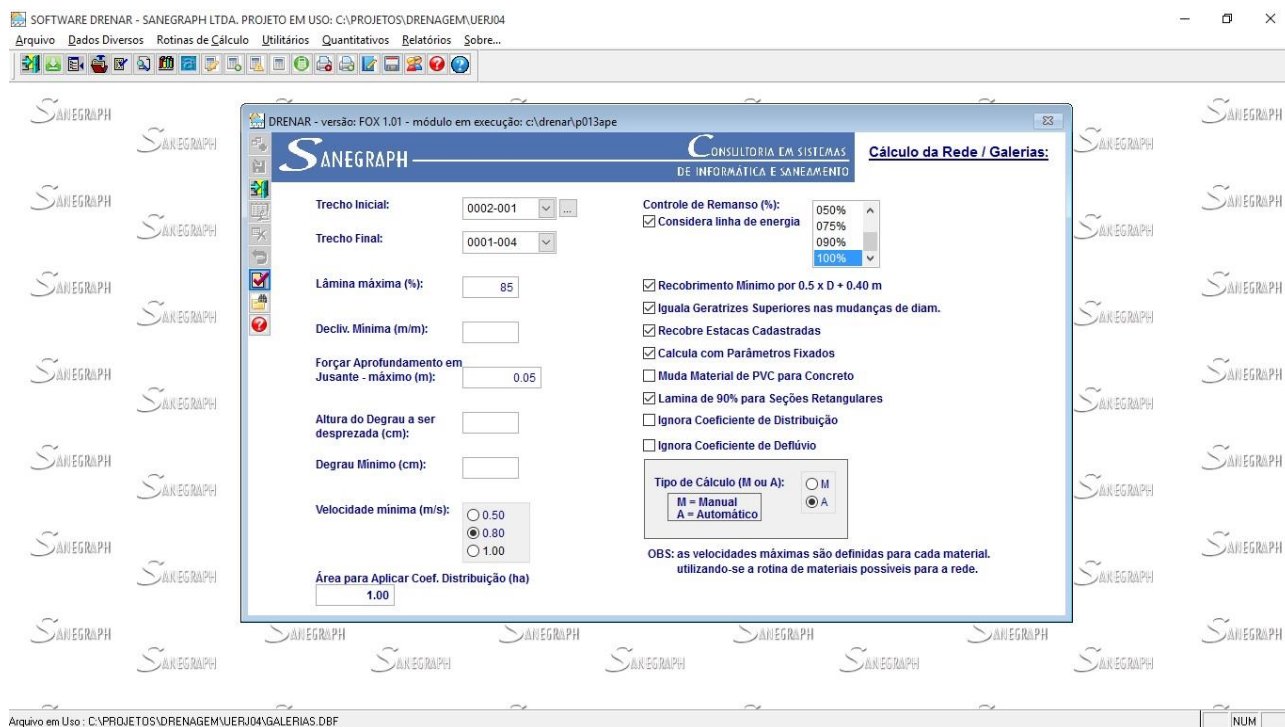 SOFTWARE DRENAR - SANEGRAPH LTDA. PROJETO EM USO: C:\PROJETOS\DRENAGEM\UERJ04
Arquivo Dados Diversos Rotinas de Cálculo Utilitários Quantitativos Relatórios Sobre...
DRENAR - versão: FOX 1.01 - módulo em execução: c:\drenar\p013ape
SANEGRAPH
CONSULTORIA EM SISTEMAS
DE INFORMÁTICA E SANEAMENTO
Cálculo da Rede / Galerias:
Trecho Inicial: 0002-001 ...
Trecho Final: 0001-004
Lâmina máxima (%): 85
Decliv. Mínima (m/m):
Forçar Aprofundamento em
Jusante - máximo (m): 0.05
Altura do Degrau a ser
desprezada (cm):
Degrau Mínimo (cm):
Velocidade mínima (m/s):
0.50
0.80
1.00
Área para Aplicar Coef. Distribuição (ha)
1.00
Controle de Remanso (%):
Considera linha de energia
050%
075%
090%
100%
Recobrimento Mínimo por 0.5 x D + 0.40 m
Iguala Geratrizes Superiores nas mudanças de diam.
Recobre Estacas Cadastradas
Calcula com Parâmetros Fixados
Muda Material de PVC para Concreto
Lamina de 90% para Seções Retangulares
Ignora Coeficiente de Distribuição
Ignora Coeficiente de Deflúvio
Tipo de Cálculo (M ou A):
M = Manual
A = Automático
M
A
OBS: as velocidades máximas são definidas para cada material.
utilizando-se a rotina de materiais possíveis para a rede.
Arquivo em Uso : C:\PROJETOS\DRENAGEM\UERJ04\GALERIAS.DBF
NUM